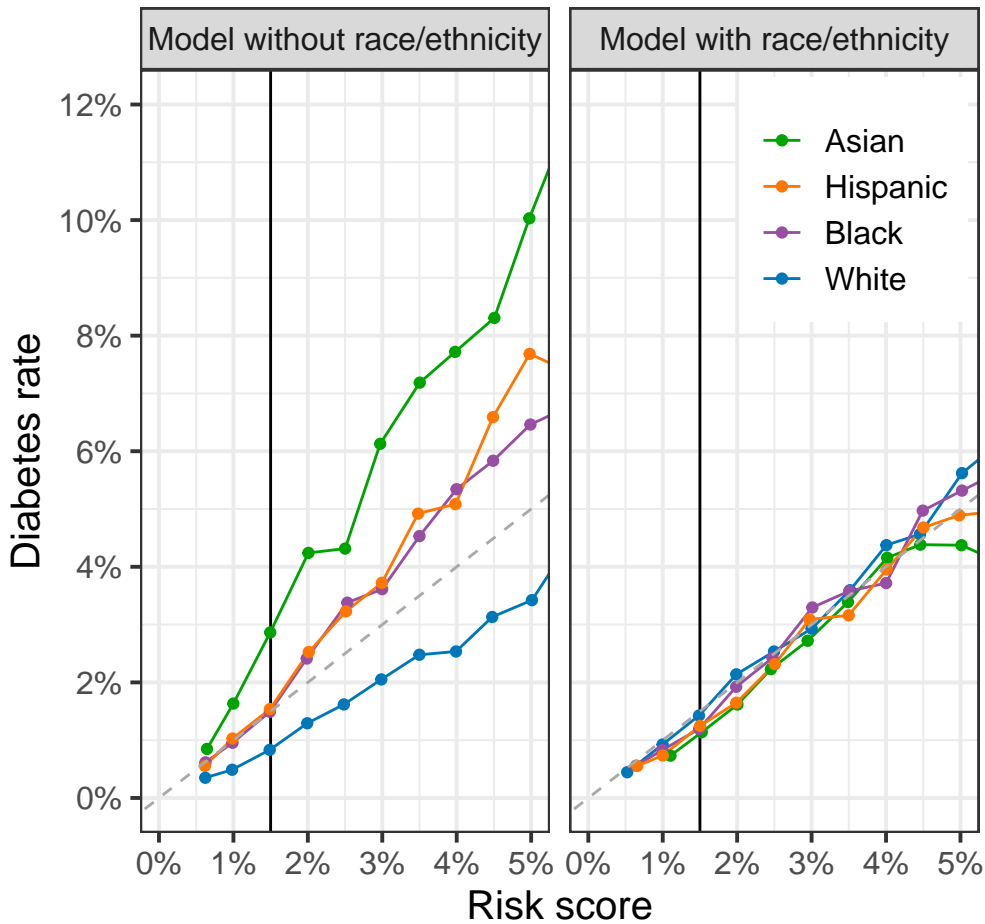 Model without race/ethnicity
Model with race/ethnicity
12%
10%
8%
6%
4%
2%
0%
Diabetes rate
Asian
Hispanic
Black
White
0% 1% 2% 3% 4% 5%
0% 1% 2% 3% 4% 5%
Risk score